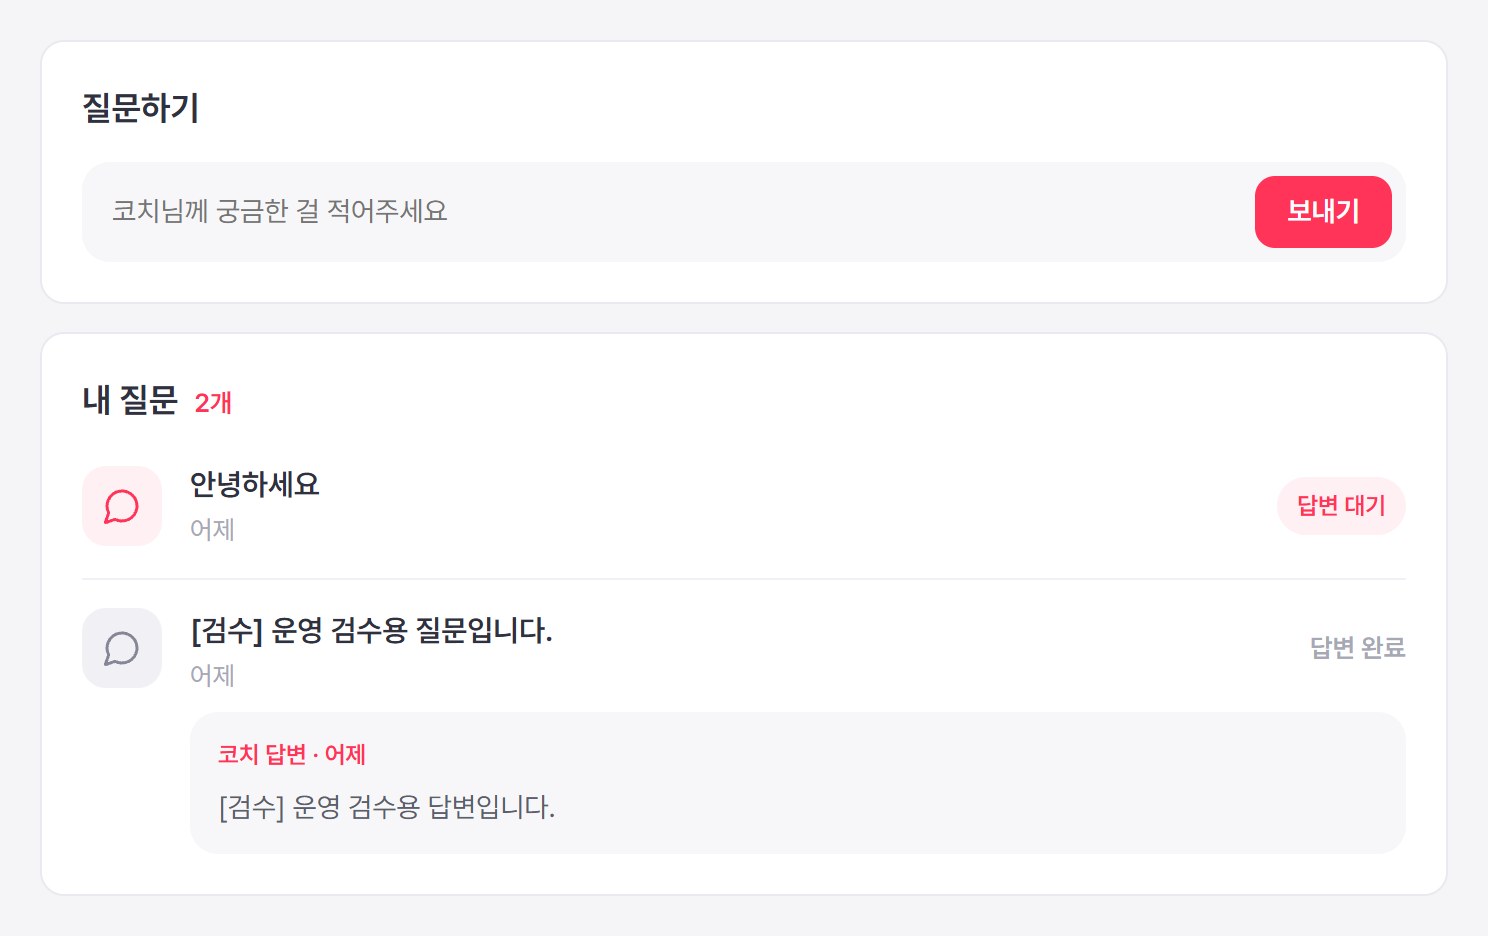 질문하기
코치님께 궁금한 걸 적어주세요
보내기
내 질문 2개
안녕하세요
어제
답변 대기
[검수] 운영 검수용 질문입니다.
어제
답변 완료
코치 답변 · 어제
[검수] 운영 검수용 답변입니다.